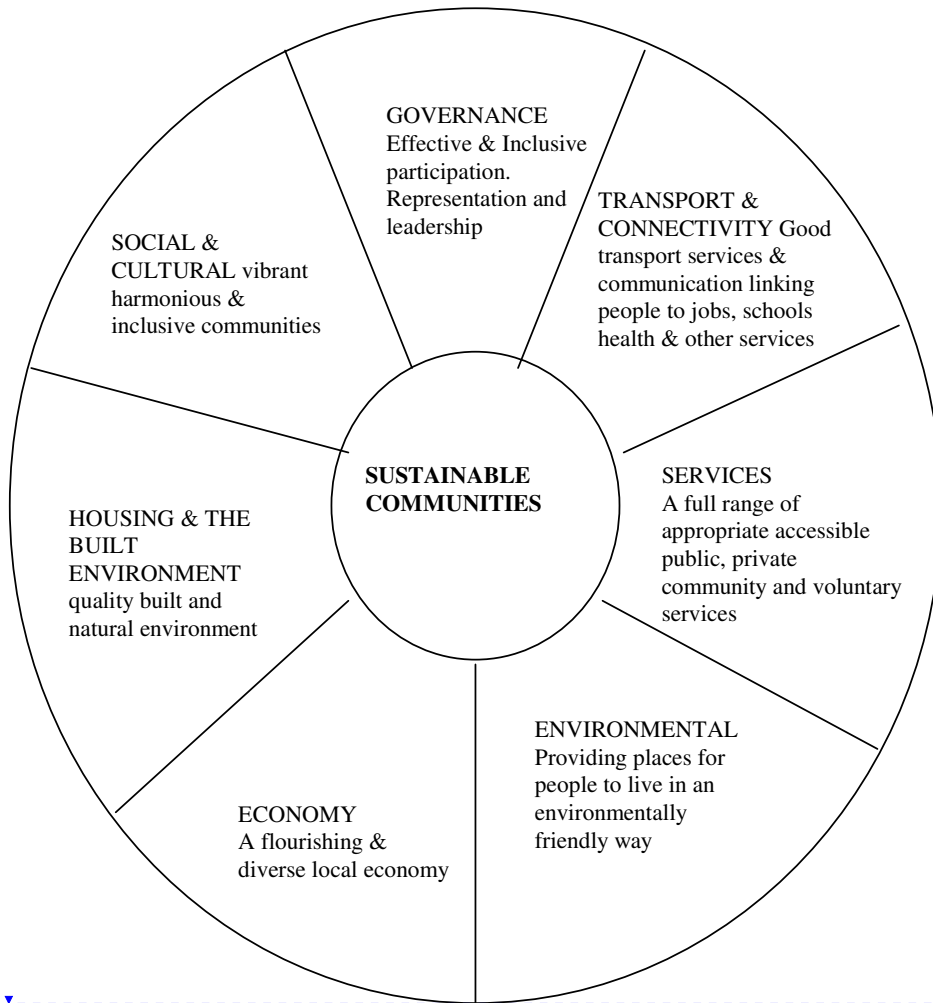 GOVERNANCE
Effective & Inclusive
participation.
Representation and
leadership
TRANSPORT &
CONNECTIVITY Good
transport services &
communication linking
people to jobs, schools
health & other services
SERVICES
A full range of
appropriate accessible
public, private
community and voluntary
services
ENVIRONMENTAL
Providing places for
people to live in an
environmentally
friendly way
ECONOMY
A flourishing &
diverse local economy
HOUSING & THE
BUILT
ENVIRONMENT
quality built and
natural environment
SOCIAL &
CULTURAL vibrant
harmonious &
inclusive communities
SUSTAINABLE
COMMUNITIES